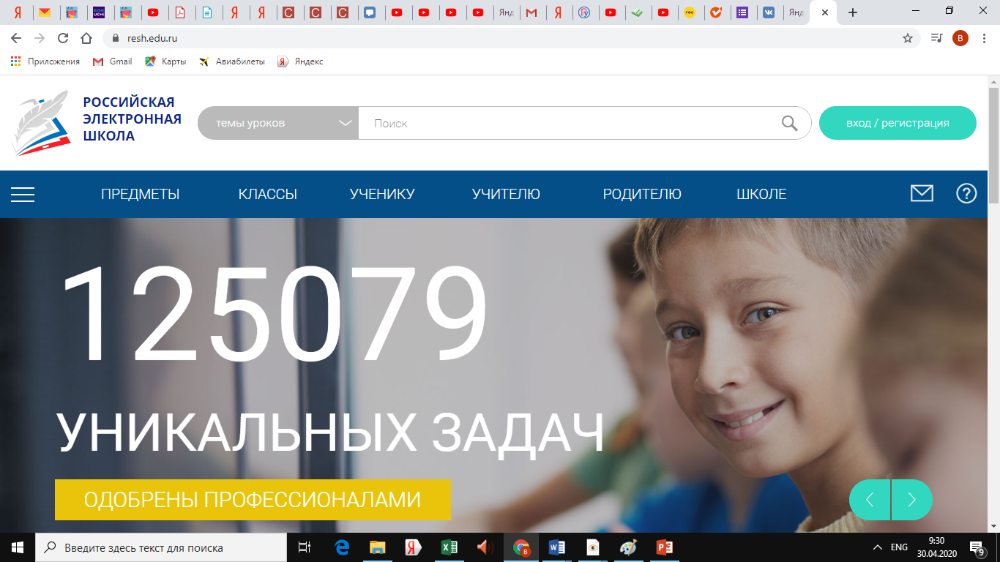 Янд
Янд
resh.edu.ru
В
Приложения
Gmail
Карты
Авиабилеты
Яндекс
РОССИЙСКАЯ
ЭЛЕКТРОННАЯ
ШКОЛА
темы уроков
Поиск
вход / регистрация
ПРЕДМЕТЫ
КЛАССЫ
УЧЕНИКУ
УЧИТЕЛЮ
РОДИТЕЛЮ
ШКОЛЕ
125079
УНИКАЛЬНЫХ ЗАДАЧ
ОДОБРЕНЫ ПРОФЕССИОНАЛАМИ
Введите здесь текст для поиска
ENG
9:30
30.04.2020
9